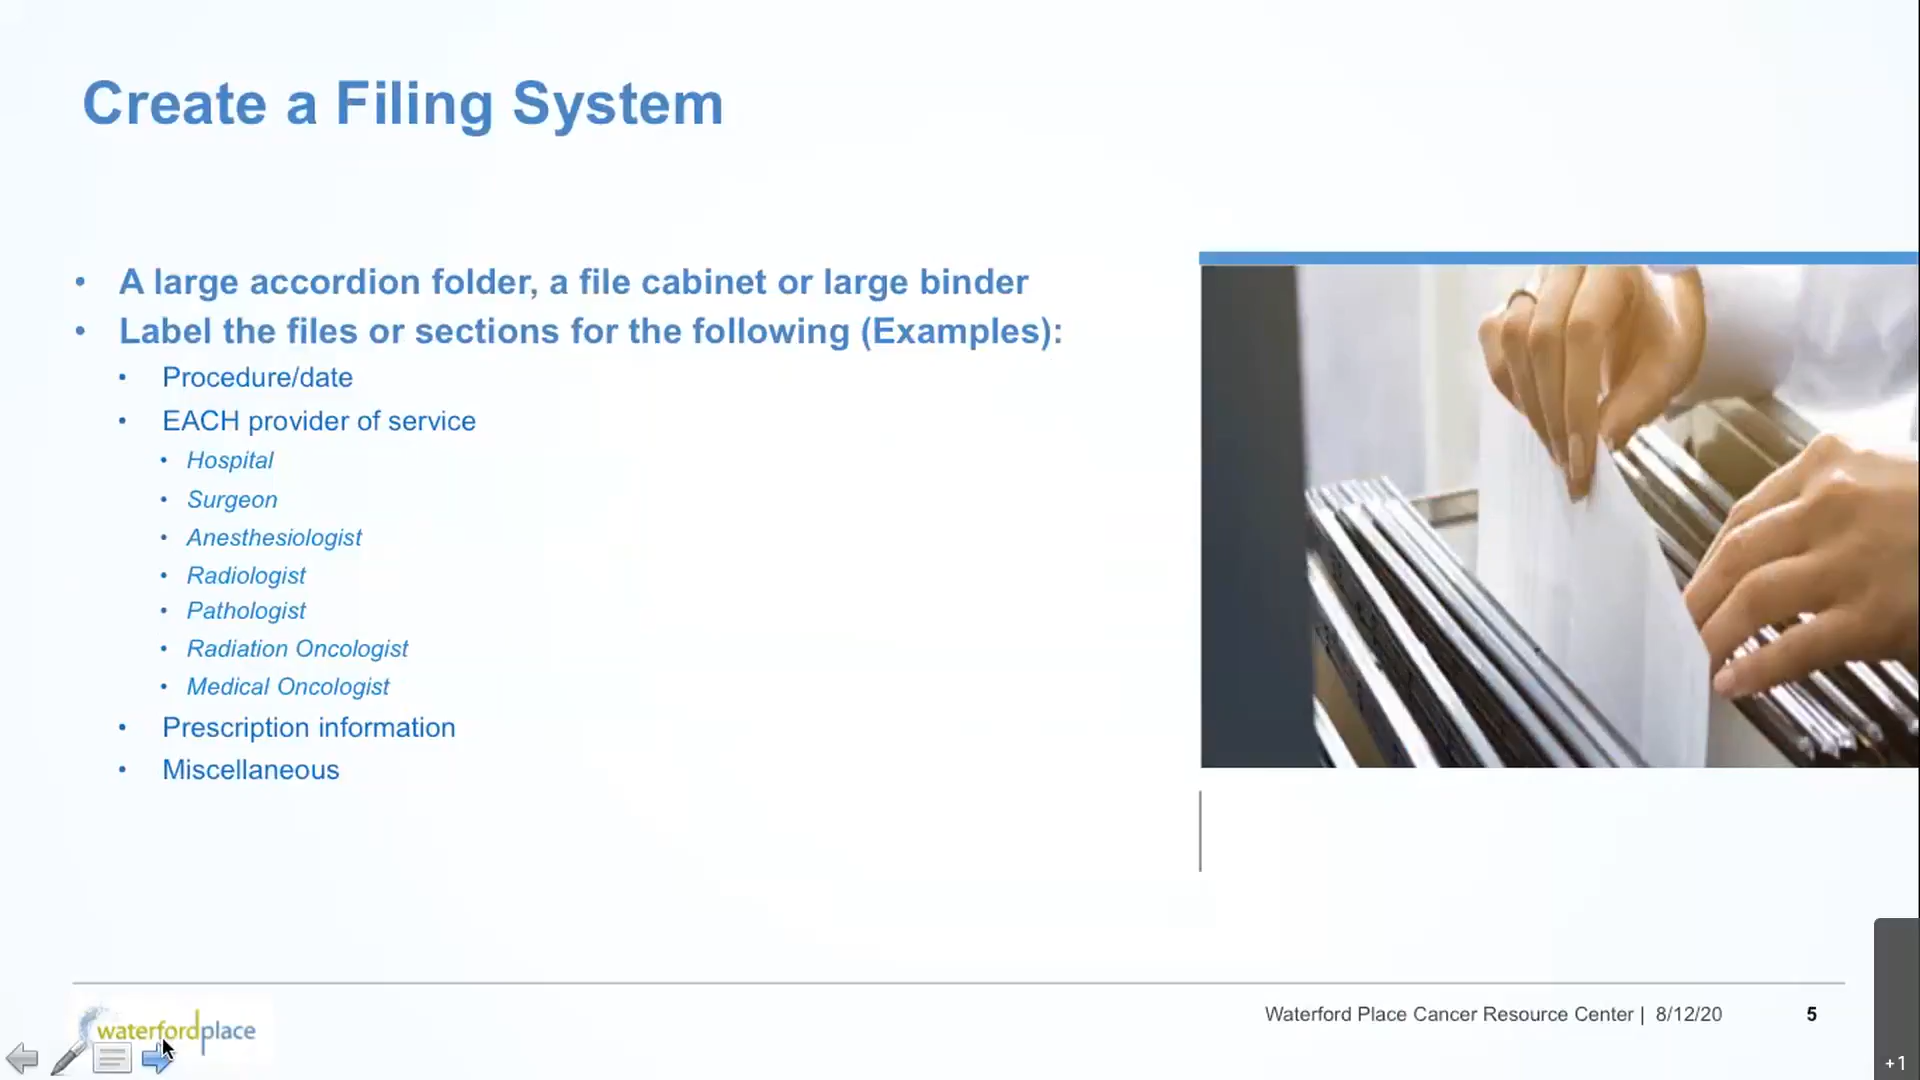 Create a Filing System
• A large accordion folder, a file cabinet or large binder
• Label the files or sections for the following (Examples):
• Procedure/date
• EACH provider of service
• Hospital
• Surgeon
• Anesthesiologist
• Radiologist
• Pathologist
• Radiation Oncologist
• Medical Oncologist
• Prescription information
• Miscellaneous
waterfordplace
Waterford Place Cancer Resource Center | 8/12/20 5
+1